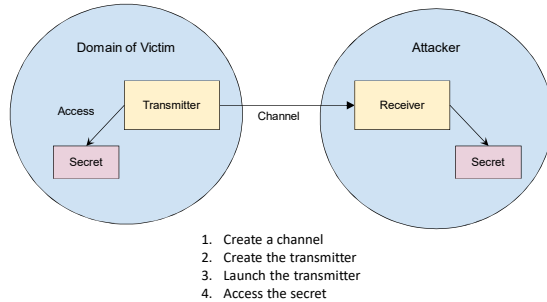 Domain of Victim
Attacker
Transmitter
Receiver
Access
Channel
Secret
Secret
1. Create a channel
2. Create the transmitter
3. Launch the transmitter
4. Access the secret